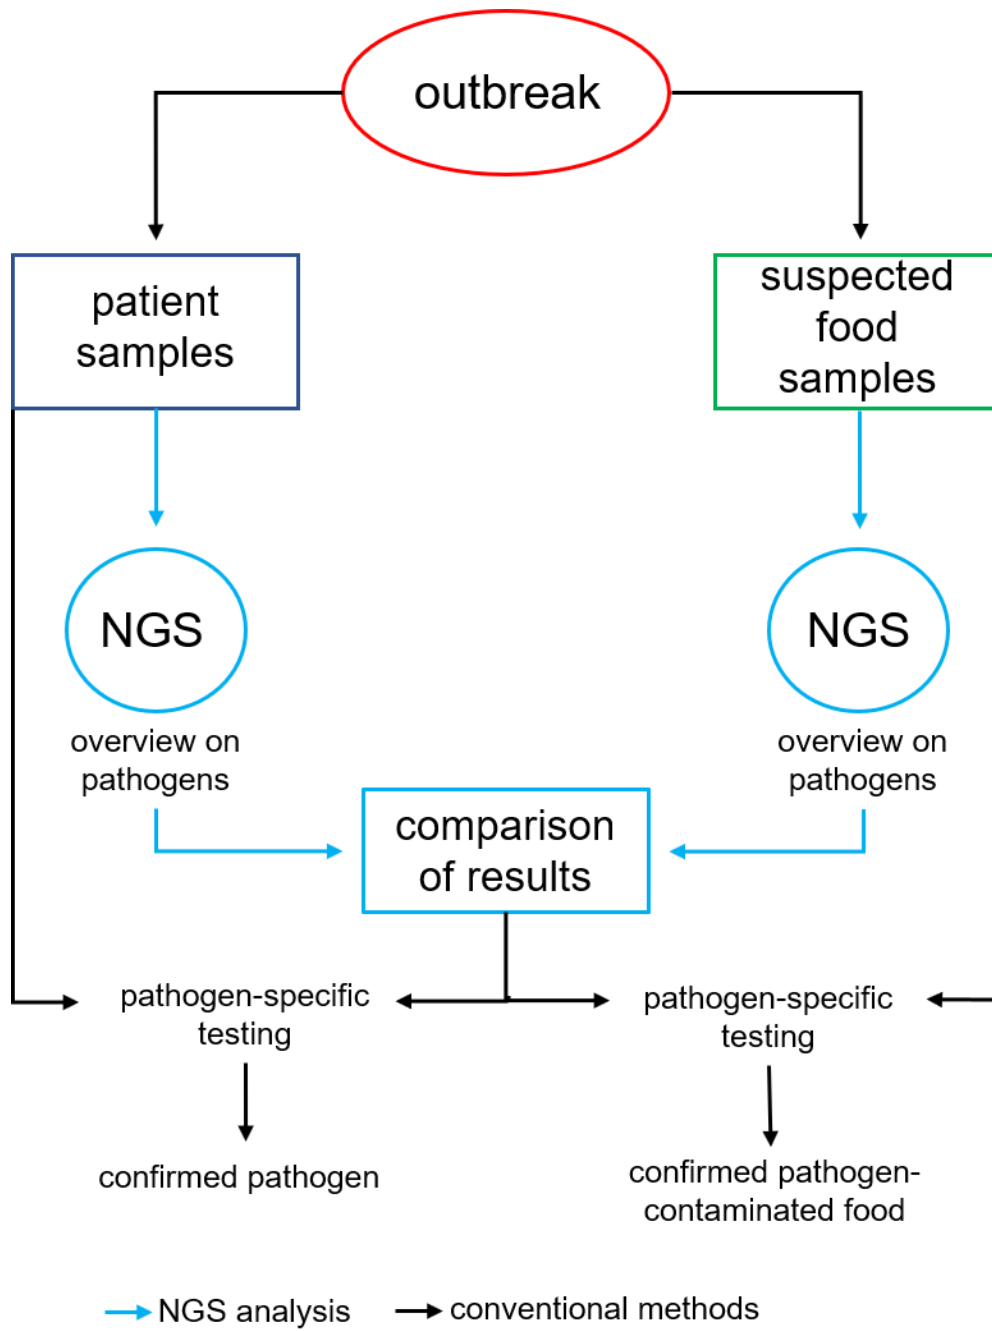 outbreak
patient
samples
suspected
food
samples
NGS
NGS
overview on
pathogens
overview on
pathogens
comparison
of results
pathogen-specific
testing
pathogen-specific
testing
confirmed pathogen
confirmed pathogen-
contaminated food
NGS analysis
conventional methods